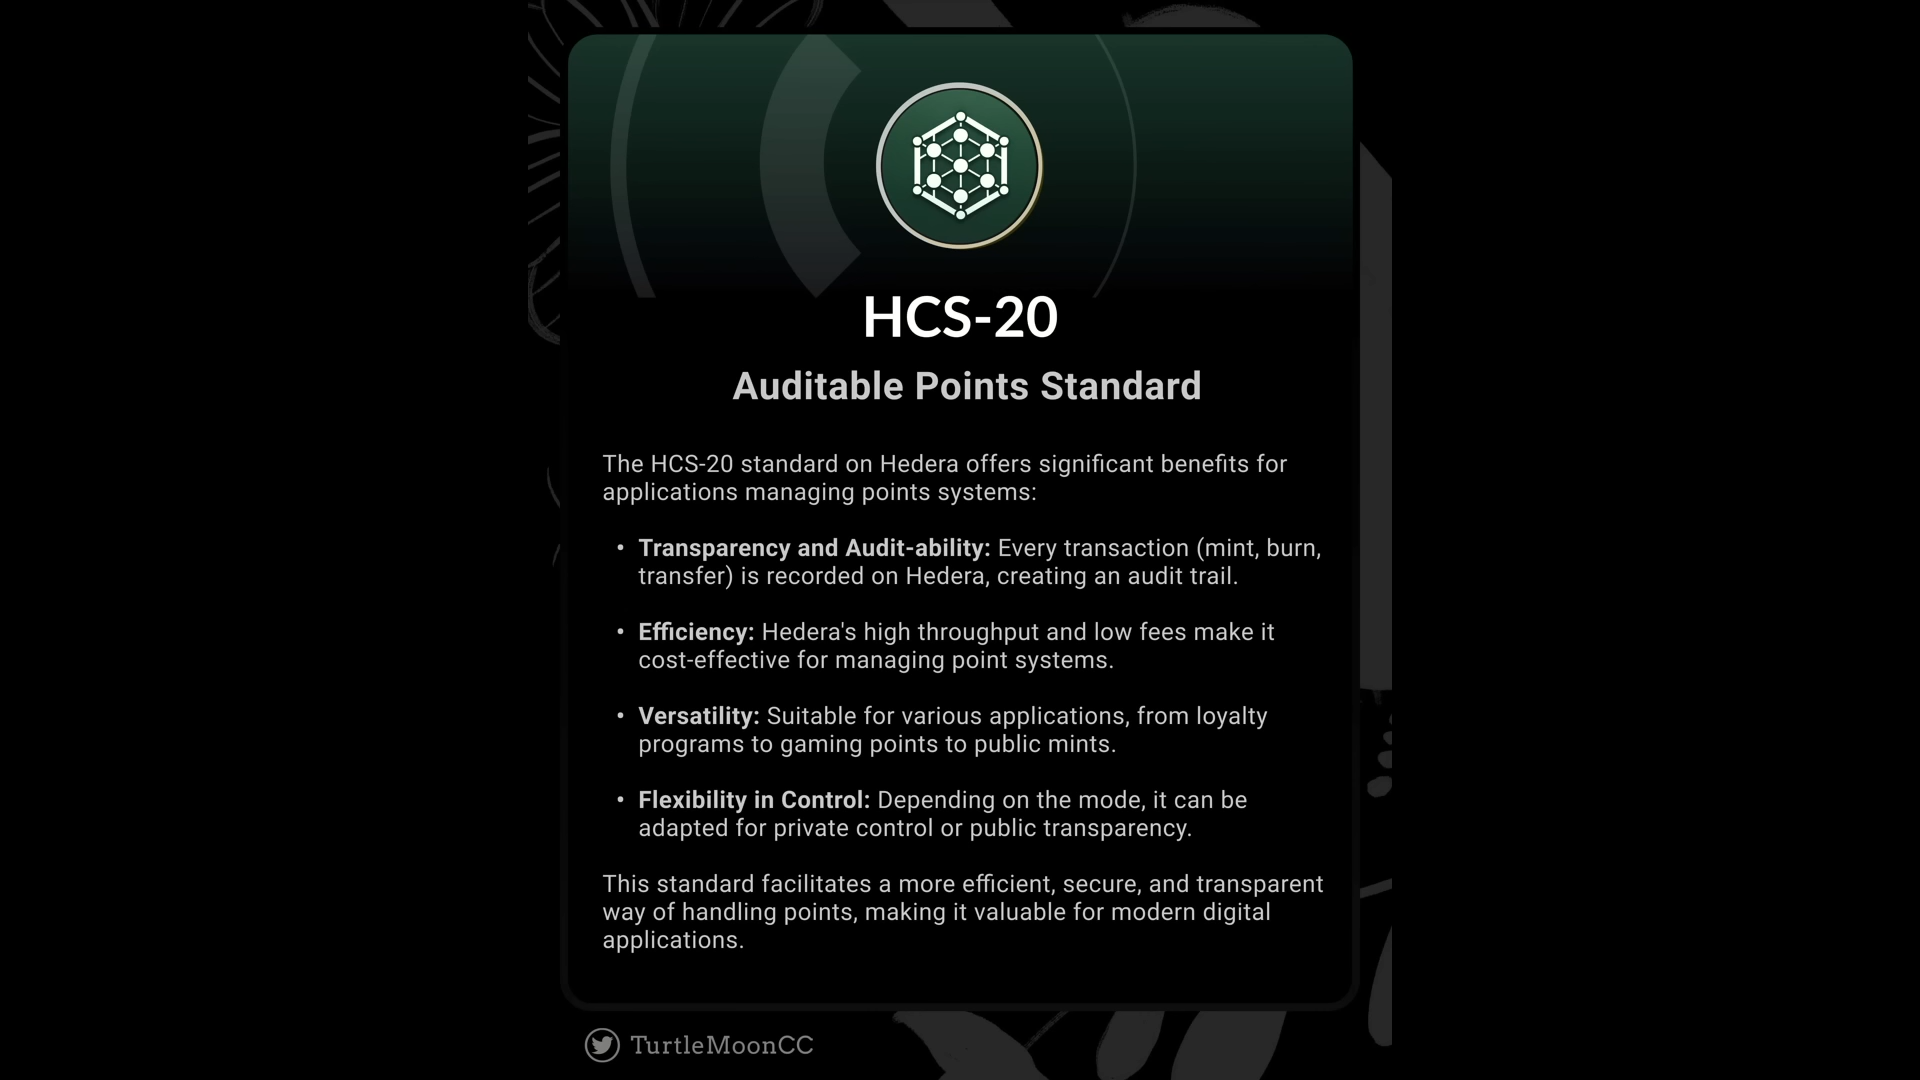 HCS-20
Auditable Points Standard
The HCS-20 standard on Hedera offers significant benefits for
applications managing points systems:
• Transparency and Audit-ability: Every transaction (mint, burn,
transfer) is recorded on Hedera, creating an audit trail.
• Efficiency: Hedera's high throughput and low fees make it
cost-effective for managing point systems.
• Versatility: Suitable for various applications, from loyalty
programs to gaming points to public mints.
• Flexibility in Control: Depending on the mode, it can be
adapted for private control or public transparency.
This standard facilitates a more efficient, secure, and transparent
way of handling points, making it valuable for modern digital
applications.
TurtleMoonCC